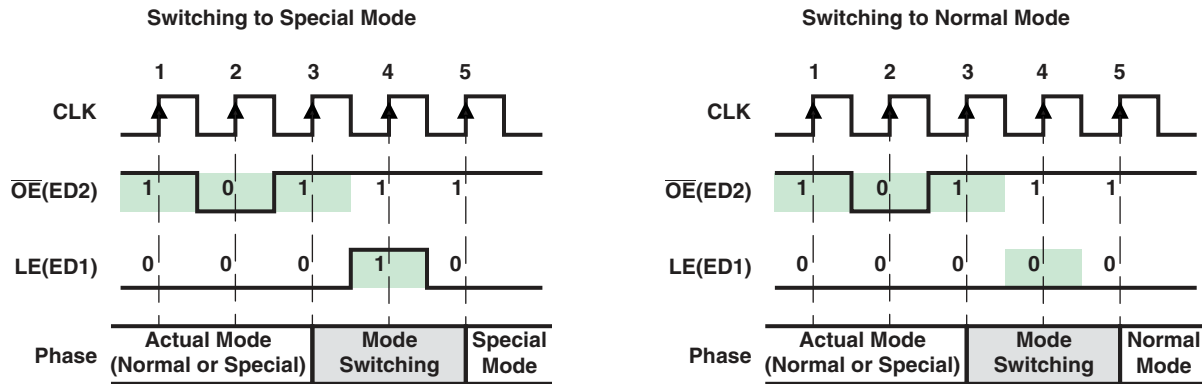 Switching to Special Mode
1 2 3 4 5
CLK
OE(ED2) 1 0 1 1 1
LE(ED1) 0 0 0 1 0
Phase
Actual Mode
(Normal or Special)
Mode
Switching
Special
Mode
Switching to Normal Mode
1 2 3 4 5
CLK
OE(ED2) 1 0 1 1 1
LE(ED1) 0 0 0 0 0
Phase
Actual Mode
(Normal or Special)
Mode
Switching
Normal
Mode